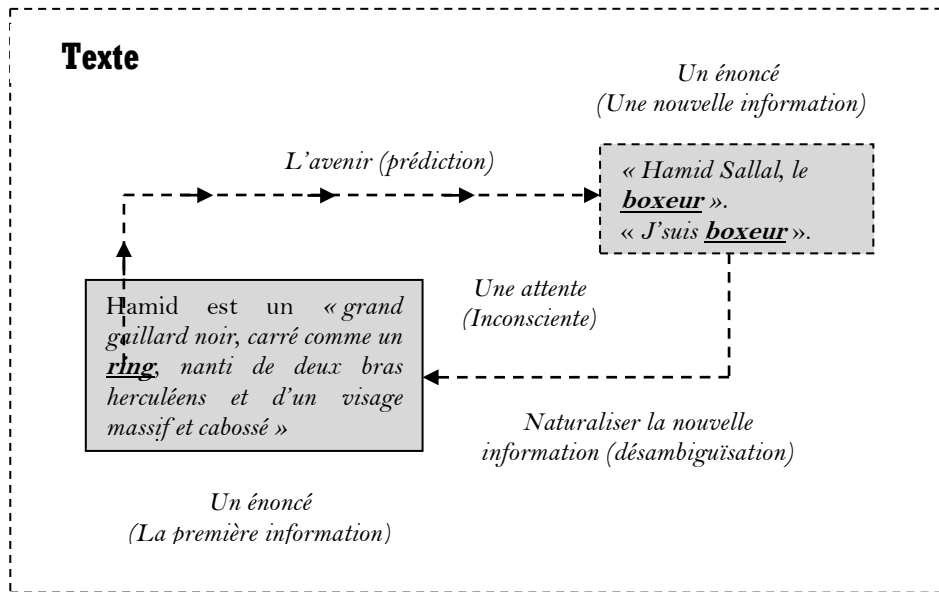 Texte
Un énoncé
(Une nouvelle information)
L'avenir (prédiction)
« Hamid Sallal, le
boxeur ».
« J'suis boxeur ».
Une attente
(Inconsciente)
Hamid est un « grand
gaillard noir, carré comme un
ring, nanti de deux bras
herculéens et d'un visage
massif et cabossé »
Naturaliser la nouvelle
information (désambiguïsation)
Un énoncé
(La première information)